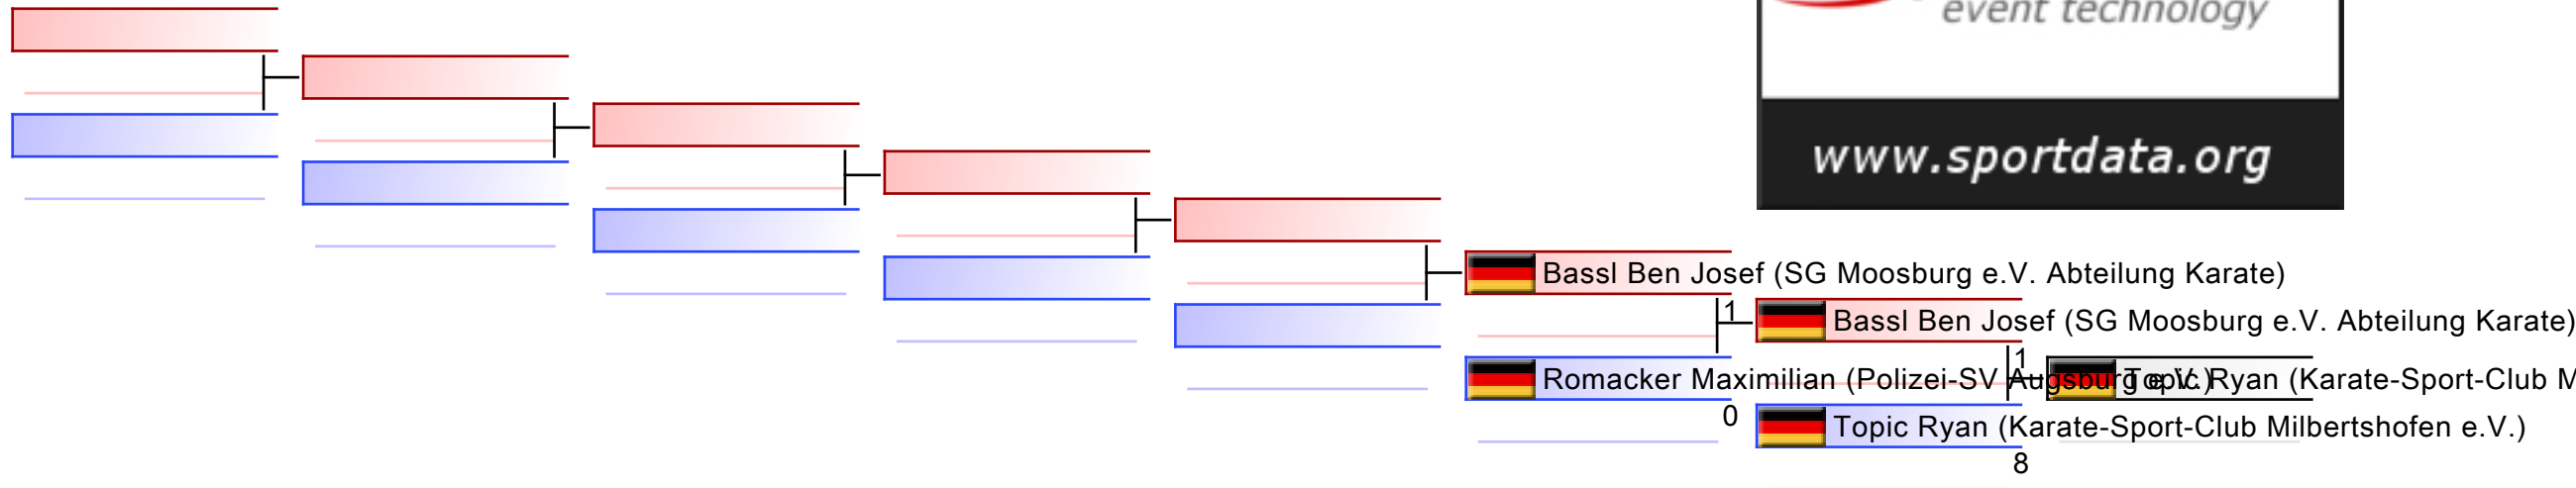 event technology
www.sportdata.org
Bassl Ben Josef (SG Moosburg e.V. Abteilung Karate)
1
Bassl Ben Josef (SG Moosburg e.V. Abteilung Karate)
1
Romacker Maximilian (Polizei-SV Augsburg e.V.)
Topic Ryan (Karate-Sport-Club M
0
Topic Ryan (Karate-Sport-Club Milbertshofen e.V.)
8